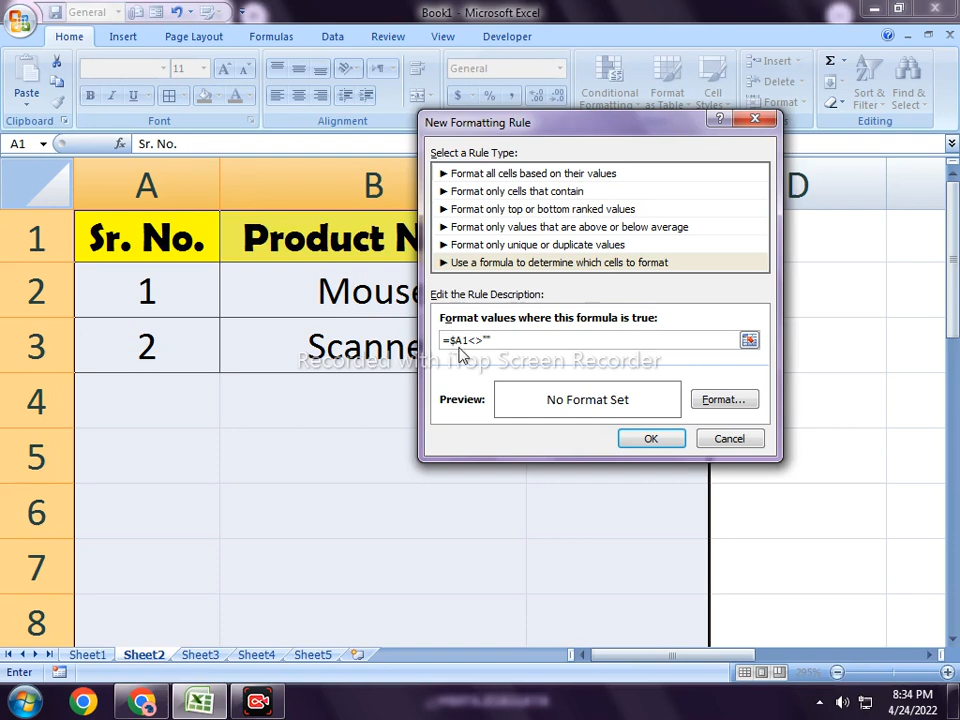 General
Book1 - Microsoft Excel
Home Insert Page Layout Formulas Data Review View Developer
Paste
11
A A
General
Conditional Formatting
Format as Table
Cell Styles
Insert
Delete
Format
Σ
Sort & Filter
Find & Select
B I U
A
$ % ,
Clipboard Font Alignment Editing
A1 fx Sr. No.
New Formatting Rule
Select a Rule Type:
► Format all cells based on their values
► Format only cells that contain
► Format only top or bottom ranked values
► Format only values that are above or below average
► Format only unique or duplicate values
► Use a formula to determine which cells to format
Edit the Rule Description:
Format values where this formula is true:
=$A1<>""
Preview: No Format Set Format...
OK Cancel
A B D
1 Sr. No. Product N
2 1 Mouse
3 2 Scanne
4
5
6
7
8
Recorded with iTop Screen Recorder
Sheet1 Sheet2 Sheet3 Sheet4 Sheet5
Enter 295%
8:34 PM
4/24/2022